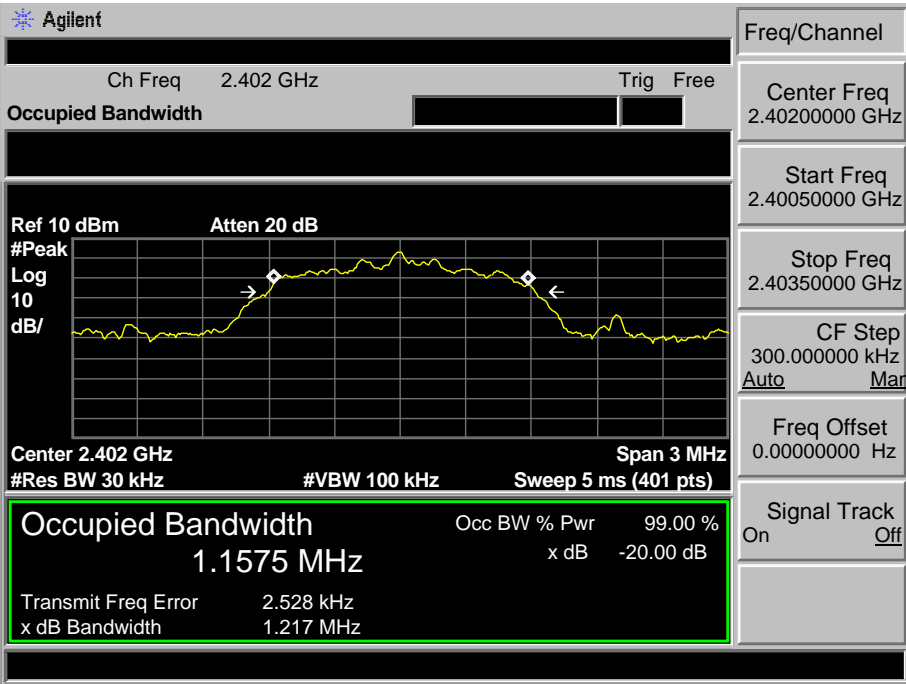 Agilent
Freq/Channel
Ch Freq 2.402 GHz Trig Free
Occupied Bandwidth
Center Freq
2.40200000 GHz
Start Freq
2.40050000 GHz
Stop Freq
2.40350000 GHz
CF Step
300.000000 kHz
Auto Mar
Freq Offset
0.00000000 Hz
Signal Track
On Off
Ref 10 dBm Atten 20 dB
#Peak
Log
10
dB/
Center 2.402 GHz Span 3 MHz
#Res BW 30 kHz #VBW 100 kHz Sweep 5 ms (401 pts)
Occupied Bandwidth Occ BW % Pwr 99.00 %
1.1575 MHz x dB -20.00 dB
Transmit Freq Error 2.528 kHz
x dB Bandwidth 1.217 MHz